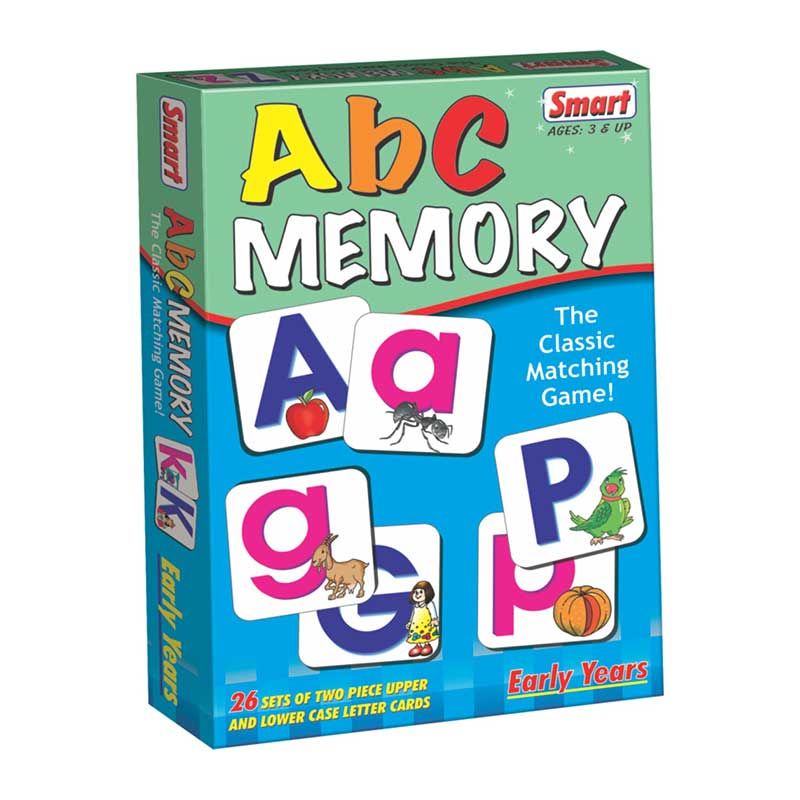 Smart
AGES: 3 & UP
AbC
MEMORY
The
Classic
Matching
Game!
A
a
g
G
P
p
26 SETS OF TWO PIECE UPPER
AND LOWER CASE LETTER CARDS
Early Years
Smart
AbC MEMORY
The Classic Matching Game!
k K
Early Years